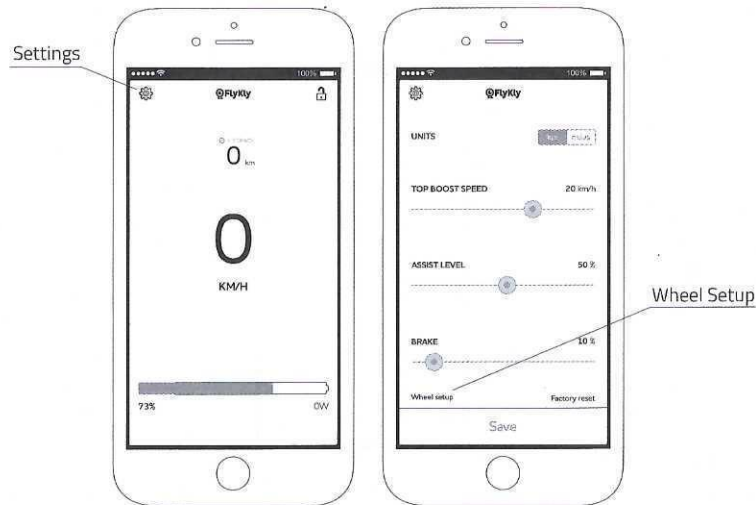 Settings
100%
FlyKly
0 km
0
KM/H
73%
0W
100%
FlyKly
UNITS
km
TOP BOOST SPEED 20 km/h
ASSIST LEVEL 50 %
BRAKE 10 %
Wheel setup Factory reset
Save
Wheel Setup